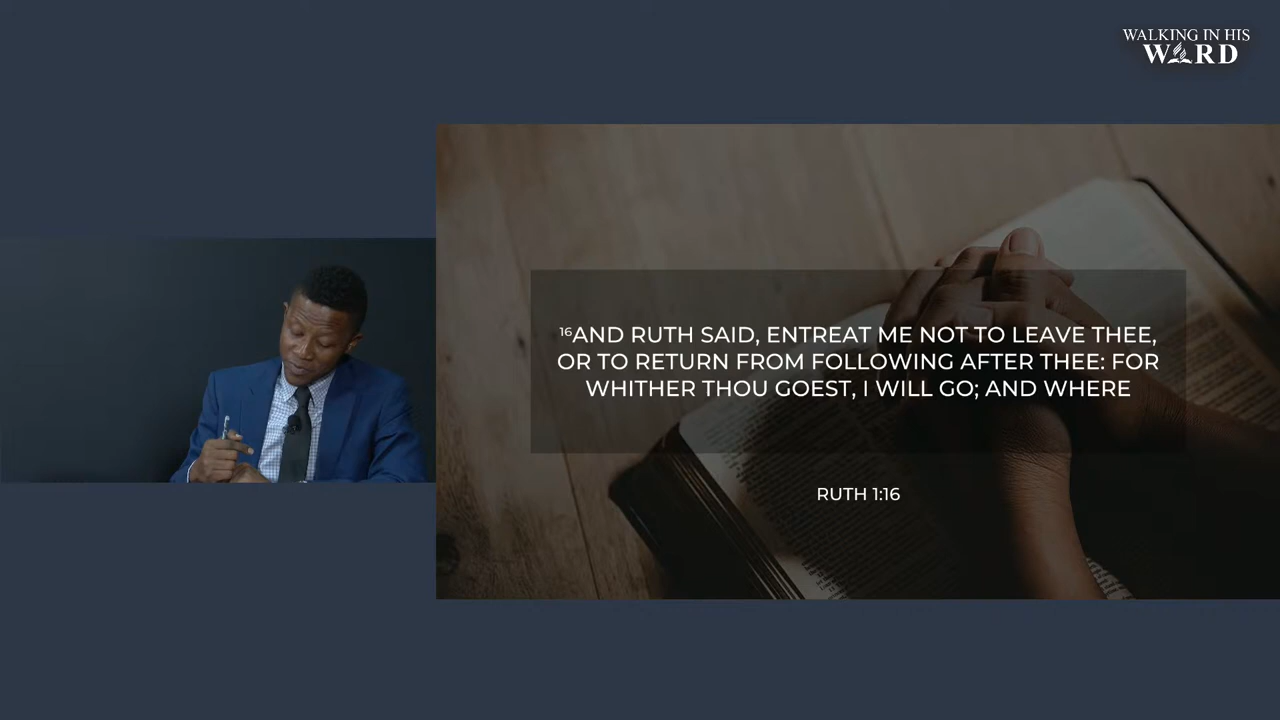 WALKING IN HIS
WORD
¹⁶AND RUTH SAID, ENTREAT ME NOT TO LEAVE THEE,
OR TO RETURN FROM FOLLOWING AFTER THEE: FOR
WHITHER THOU GOEST, I WILL GO; AND WHERE
RUTH 1:16